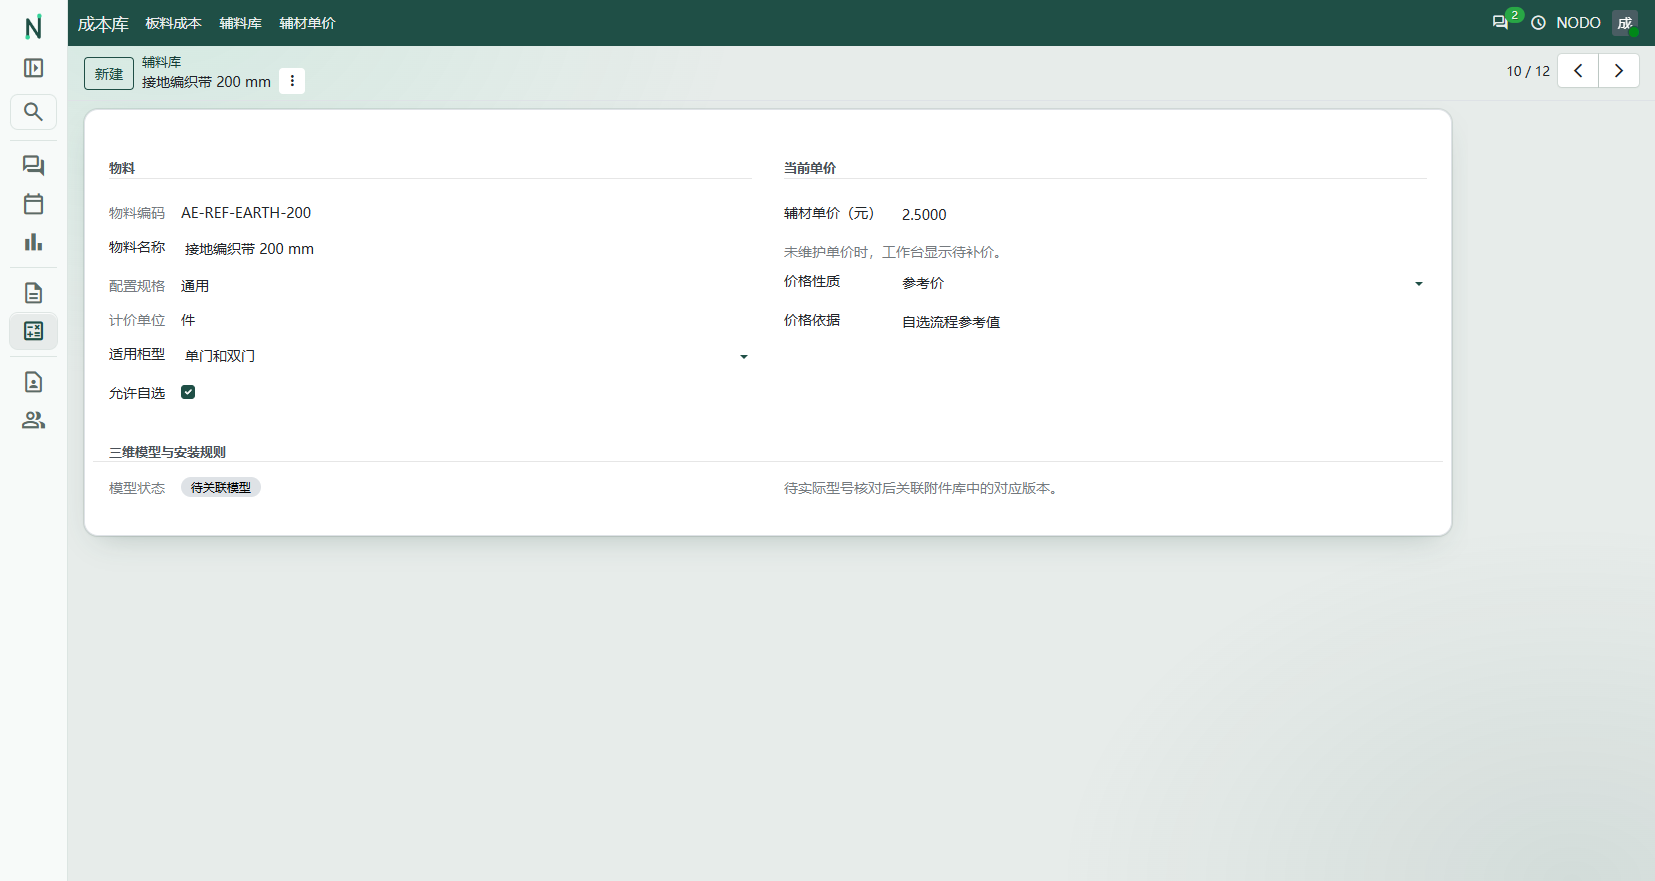 成本库 板料成本 辅料库 辅材单价 2 NODO 成
新建 辅料库
接地编织带 200 mm
10 / 12
物料
物料编码 AE-REF-EARTH-200
物料名称 接地编织带 200 mm
配置规格 通用
计价单位 件
适用柜型 单门和双门
允许自选
当前单价
辅材单价（元） 2.5000
未维护单价时，工作台显示待补价。
价格性质 参考价
价格依据 自选流程参考值
三维模型与安装规则
模型状态 待关联模型
待实际型号核对后关联附件库中的对应版本。